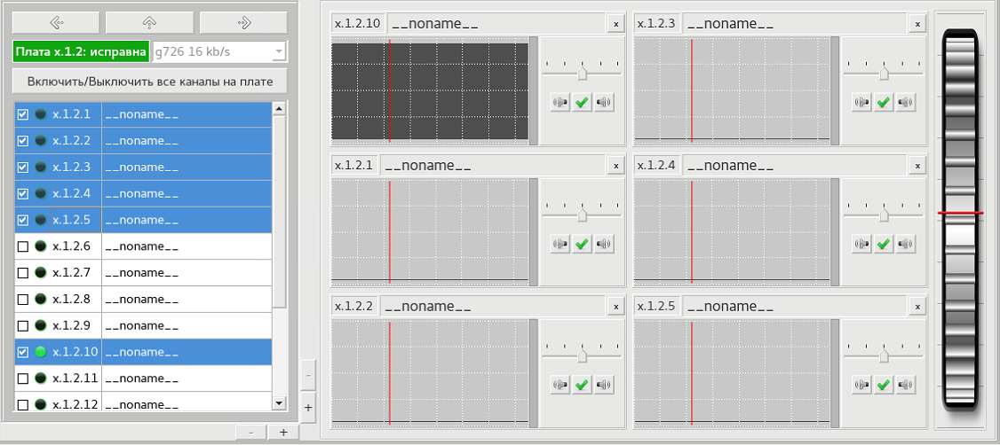 Плата x.1.2: исправна
g726 16 kb/s
Включить/Выключить все каналы на плате
x.1.2.1 __noname__
x.1.2.2 __noname__
x.1.2.3 __noname__
x.1.2.4 __noname__
x.1.2.5 __noname__
x.1.2.6 __noname__
x.1.2.7 __noname__
x.1.2.8 __noname__
x.1.2.9 __noname__
x.1.2.10 __noname__
x.1.2.11 __noname__
x.1.2.12 __noname__
- +
-
+
x.1.2.10 __noname__ x
x.1.2.3 __noname__ x
x.1.2.1 __noname__ x
x.1.2.4 __noname__ x
x.1.2.2 __noname__ x
x.1.2.5 __noname__ x